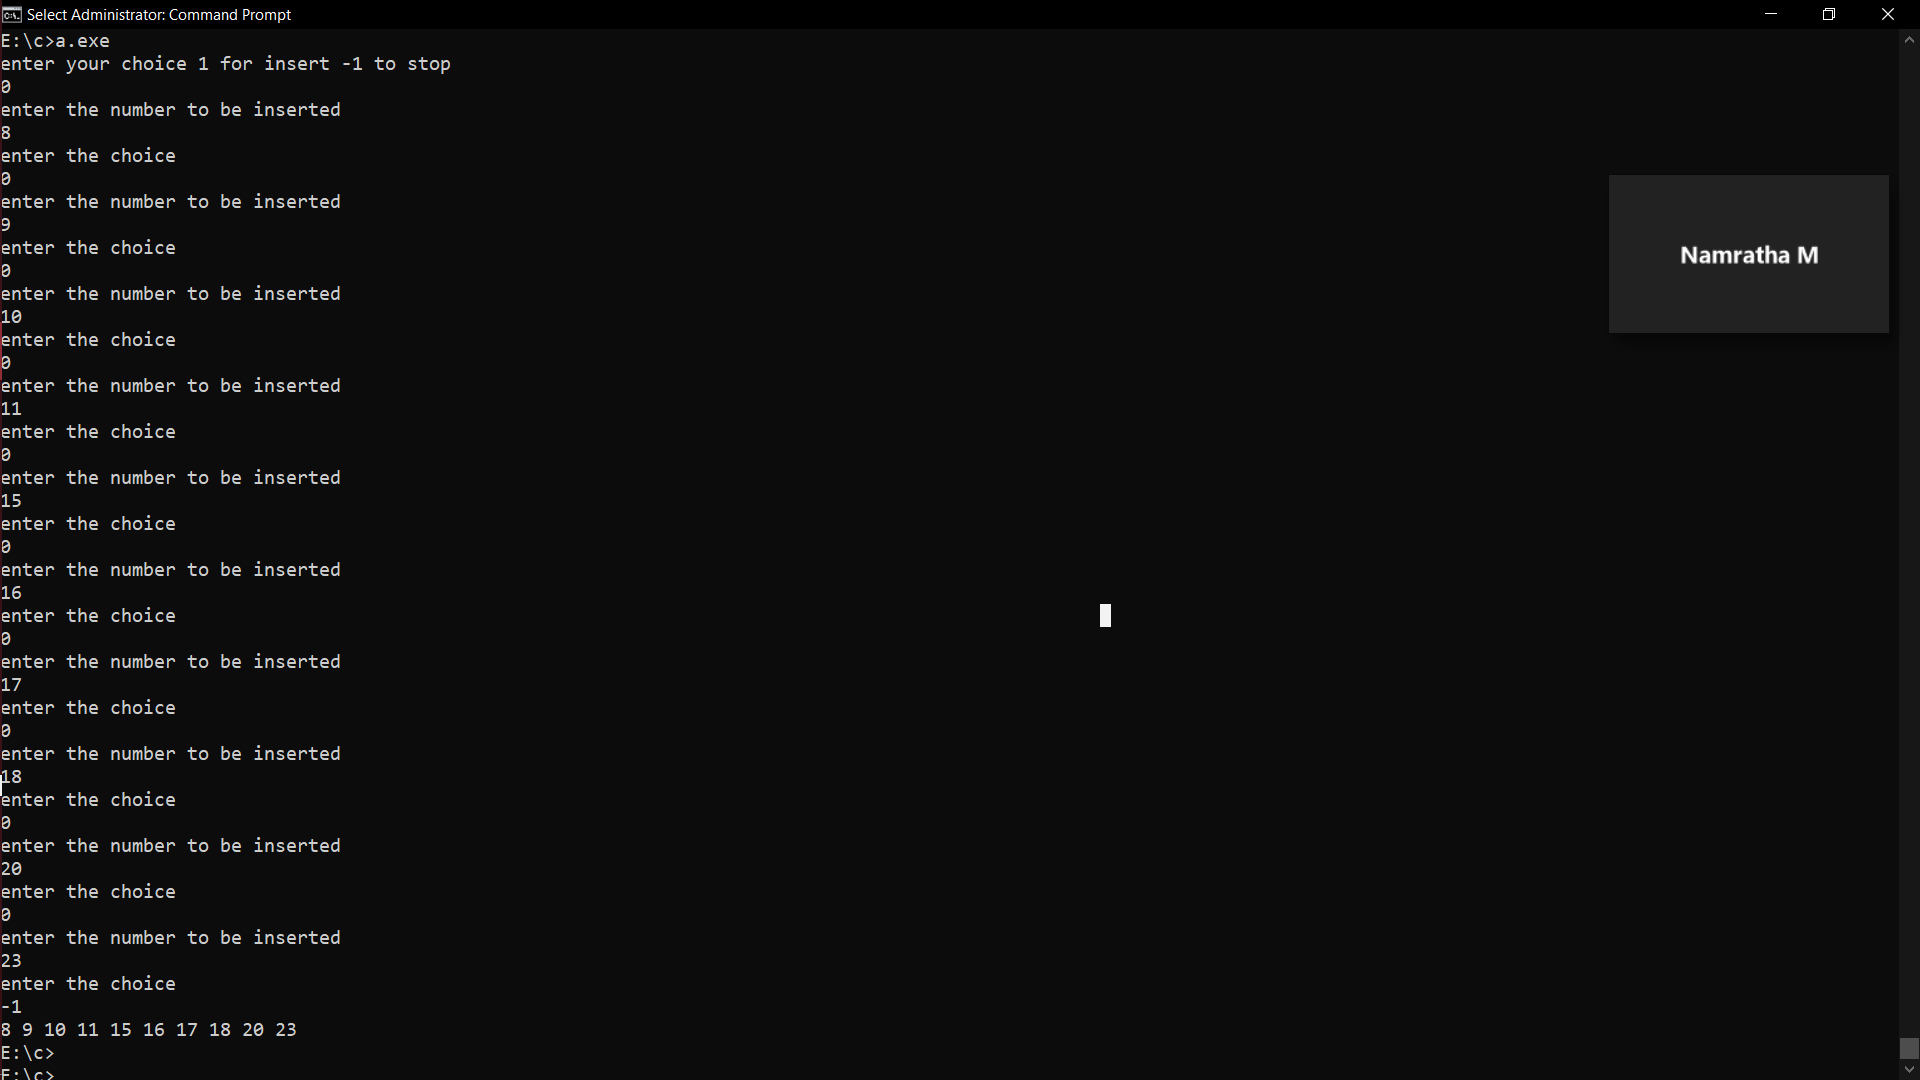 Select Administrator: Command Prompt
E:\c>a.exe
enter your choice 1 for insert -1 to stop
0
enter the number to be inserted
8
enter the choice
0
enter the number to be inserted
9
enter the choice
0
enter the number to be inserted
10
enter the choice
0
enter the number to be inserted
11
enter the choice
0
enter the number to be inserted
15
enter the choice
0
enter the number to be inserted
16
enter the choice
0
enter the number to be inserted
17
enter the choice
0
enter the number to be inserted
18
enter the choice
0
enter the number to be inserted
20
enter the choice
0
enter the number to be inserted
23
enter the choice
-1
8 9 10 11 15 16 17 18 20 23
E:\c>
E:\c>
Namratha M